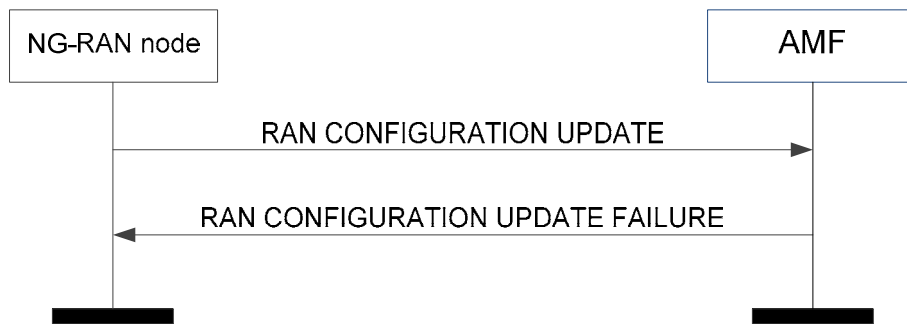 NG-RAN node
AMF
RAN CONFIGURATION UPDATE
RAN CONFIGURATION UPDATE FAILURE